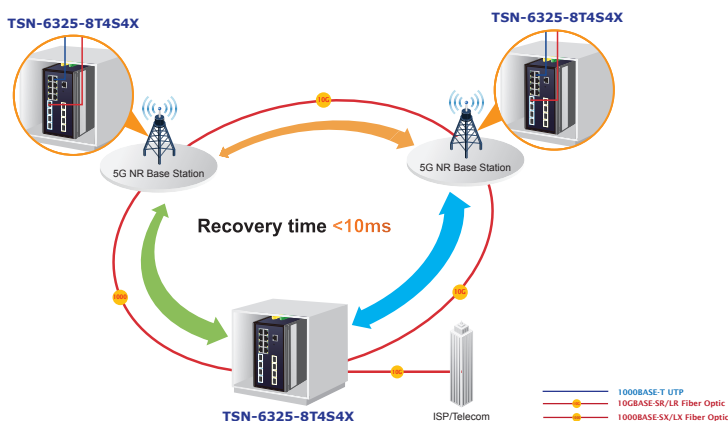 TSN-6325-8T4S4X
TSN-6325-8T4S4X
10G
5G NR Base Station
5G NR Base Station
Recovery time <10ms
1000
10G
10G
TSN-6325-8T4S4X
ISP/Telecom
1000BASE-T UTP
10GBASE-SR/LR Fiber Optic
1000BASE-SX/LX Fiber Optic